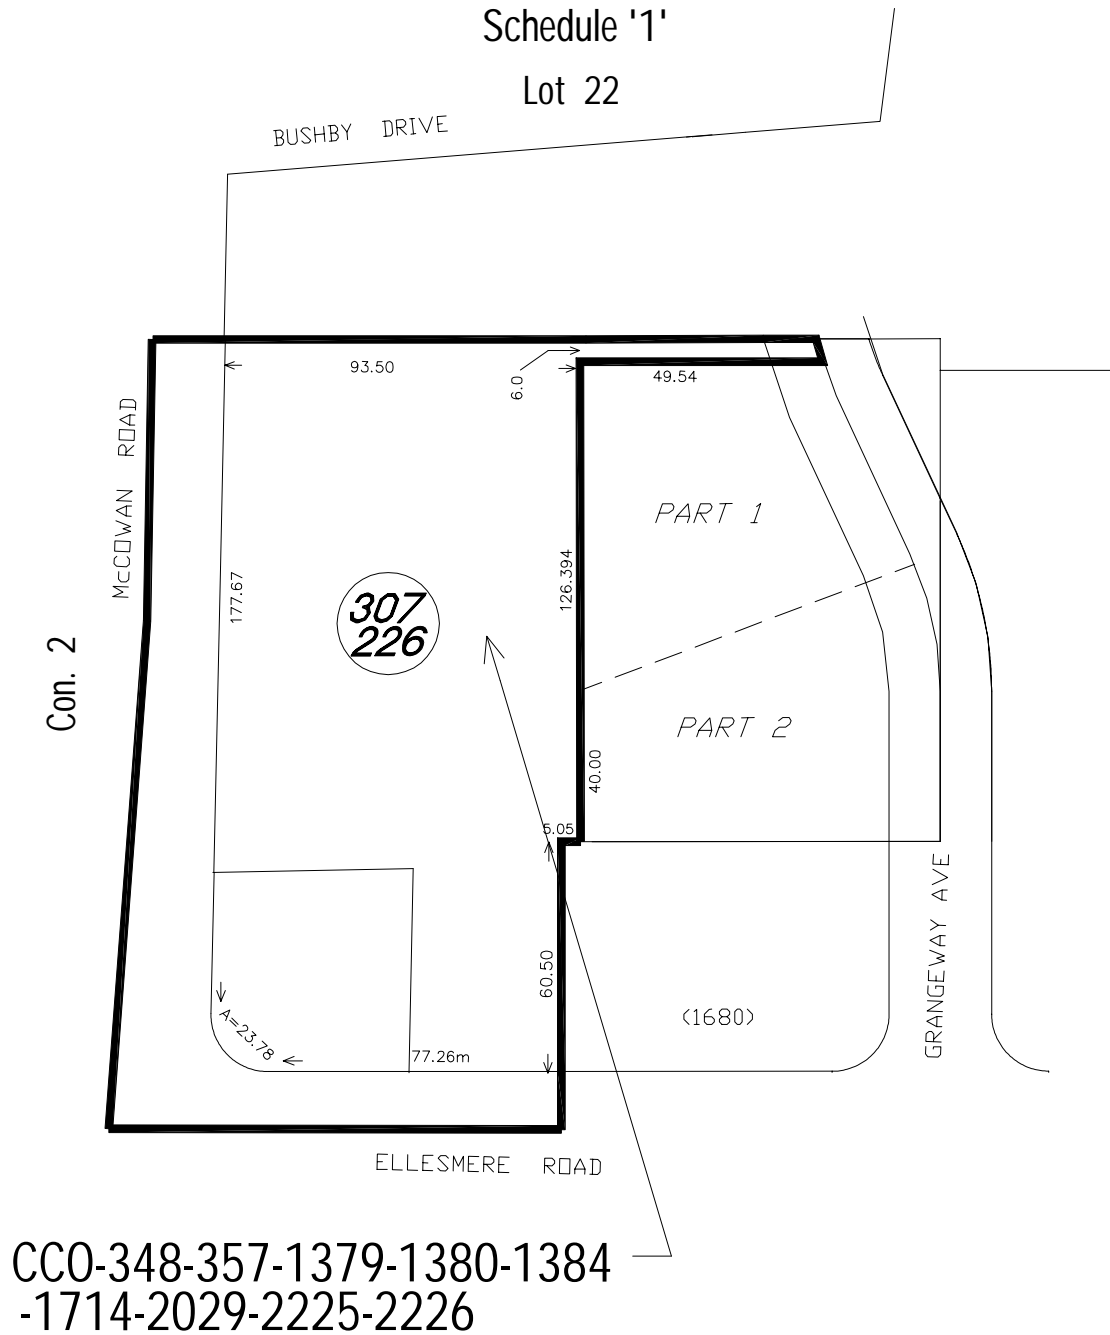 Schedule '1'
Lot 22
BUSHBY DRIVE
93.50
6.0
49.54
McCOWAN ROAD
PART 1
177.67
126.394
307
226
Con. 2
PART 2
40.00
5.05
GRANGEWAY AVE
60.50
(1680)
A=23.78
77.26m
ELLESMERE ROAD
CCO-348-357-1379-1380-1384
-1714-2029-2225-2226